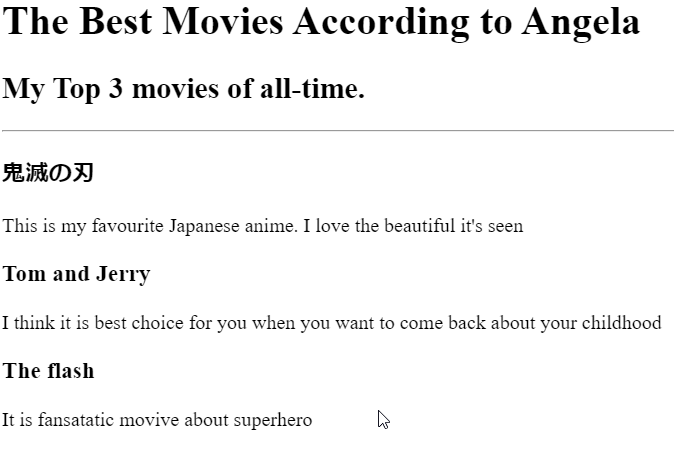 The Best Movies According to Angela
My Top 3 movies of all-time.
鬼滅の刃
This is my favourite Japanese anime. I love the beautiful it's seen
Tom and Jerry
I think it is best choice for you when you want to come back about your childhood
The flash
It is fansatatic movive about superhero